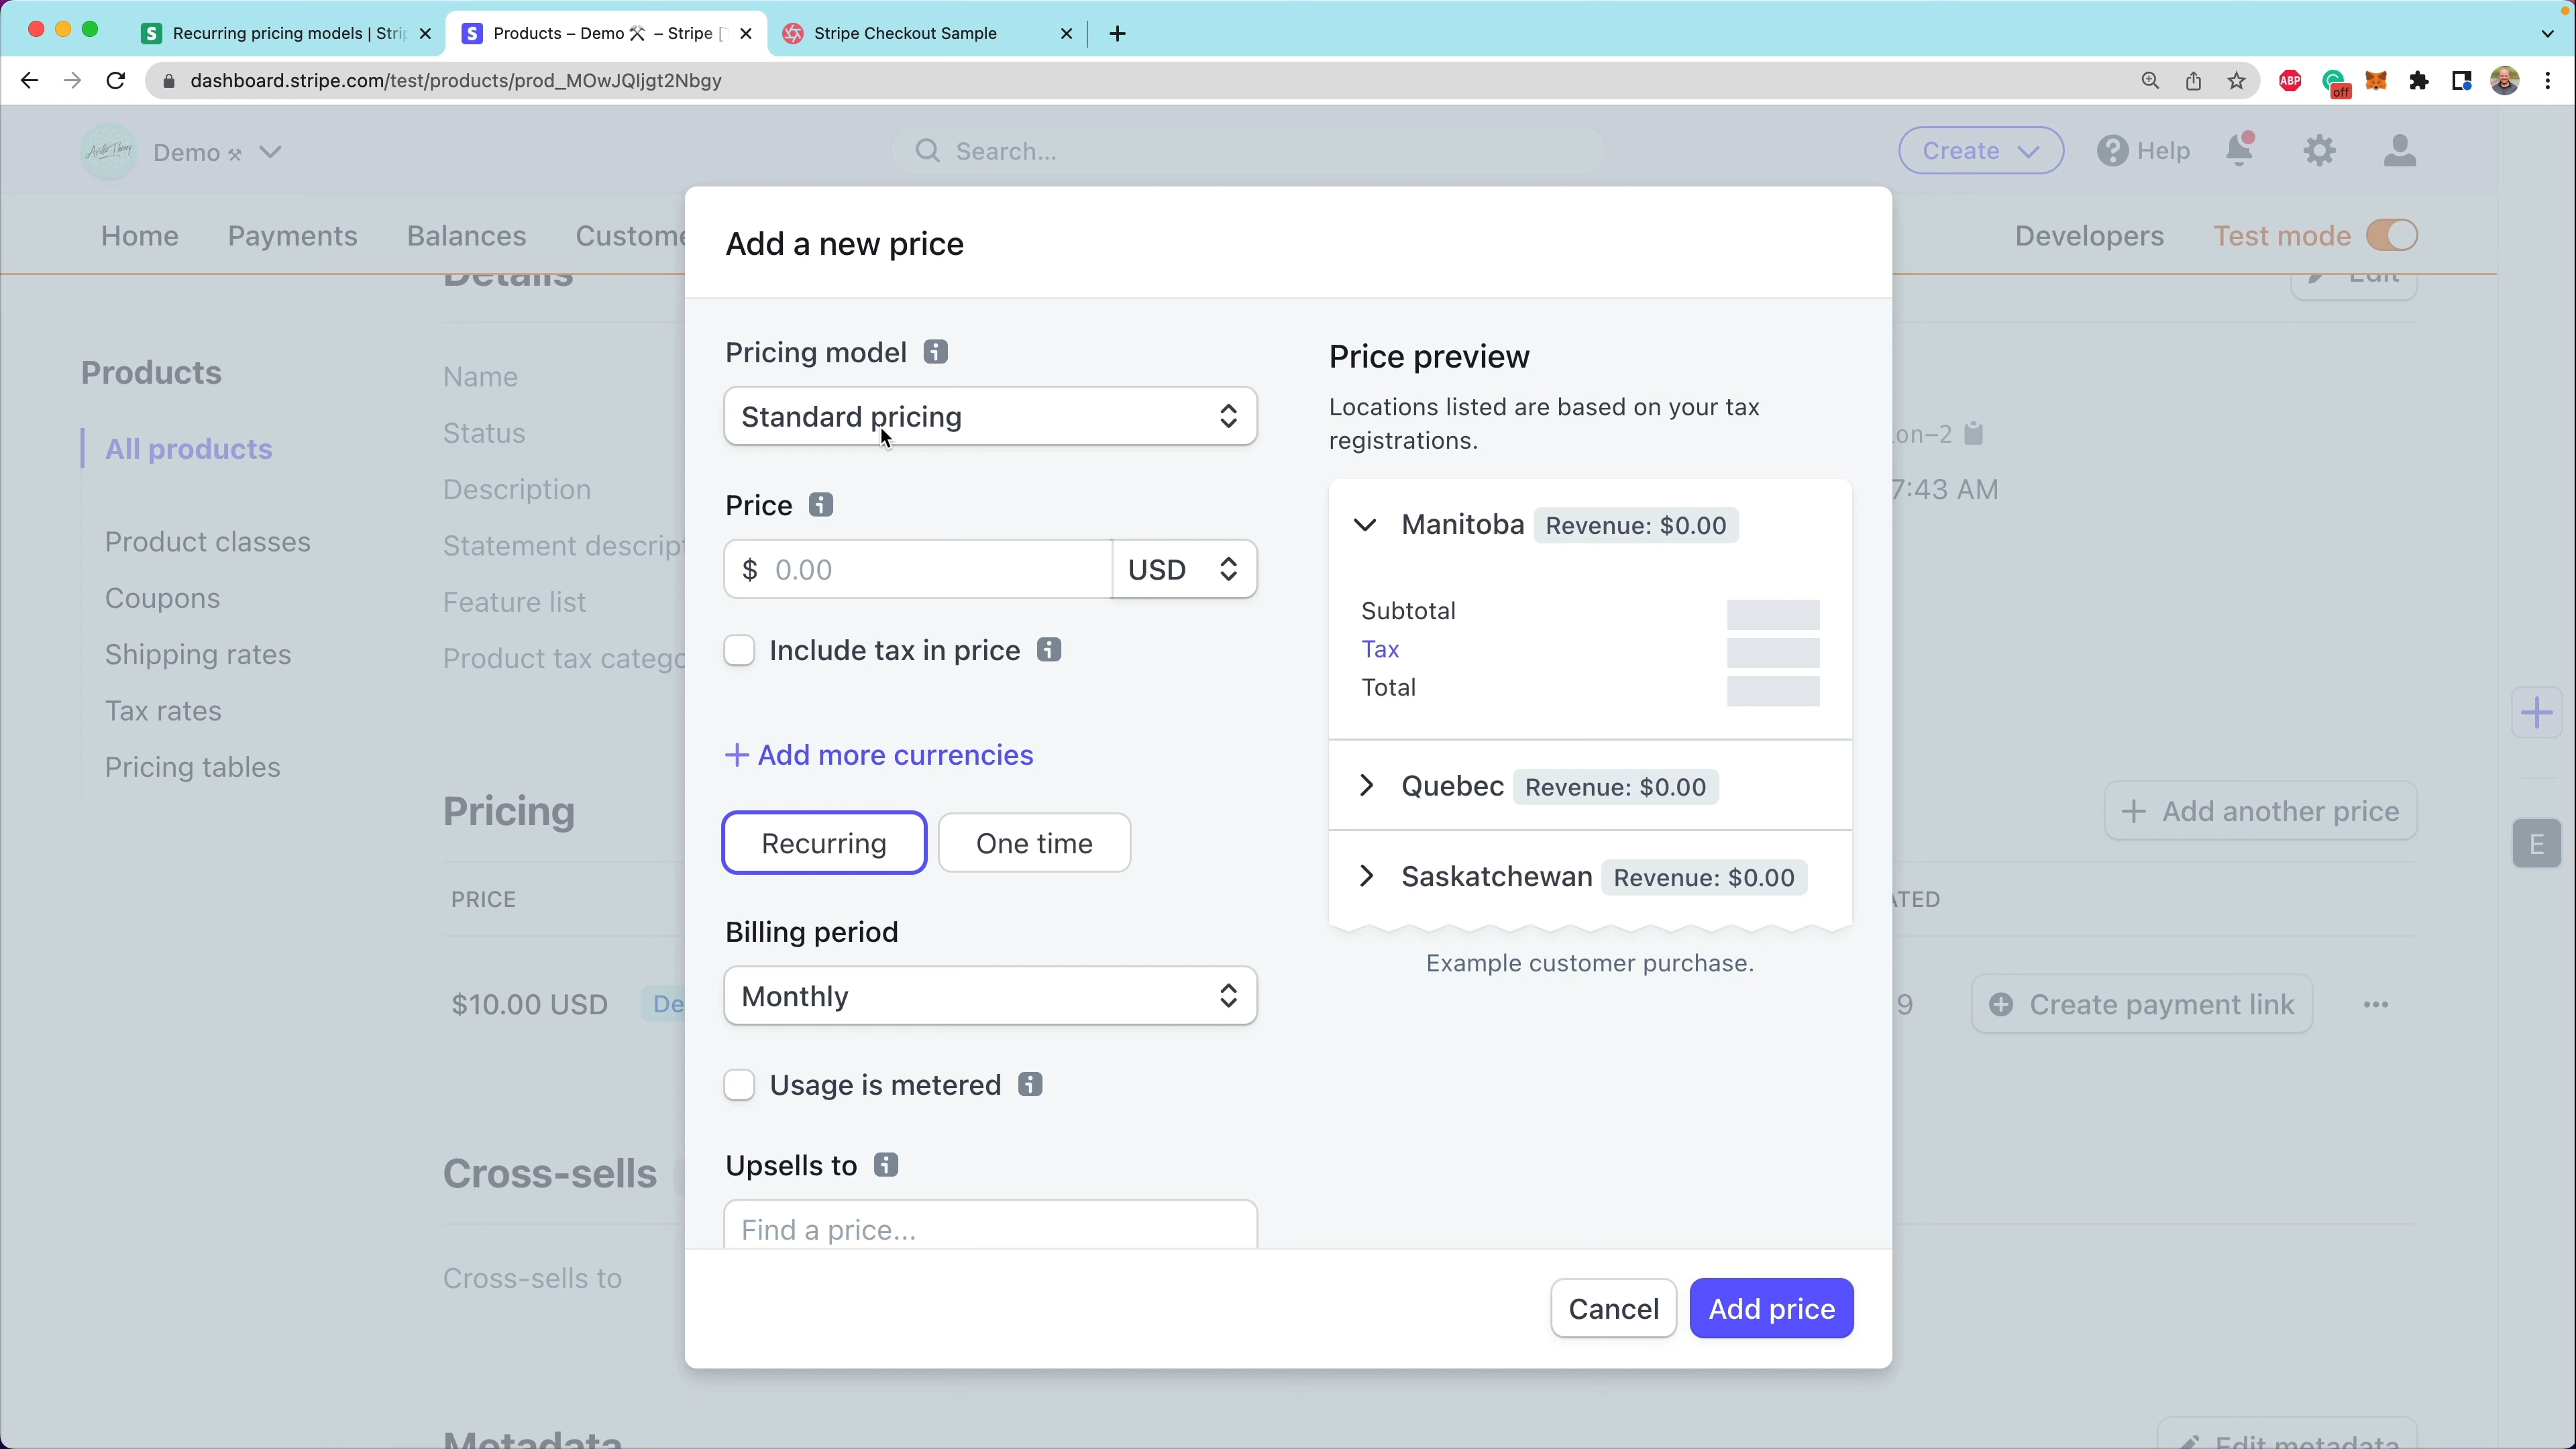 Recurring pricing models | Stri
Products – Demo ⚒ – Stripe [
Stripe Checkout Sample
dashboard.stripe.com/test/products/prod_MOwJQljgt2Nbgy
ABP
off
Demo ⚒
Search...
Create
Help
Home
Payments
Balances
Custome
Developers
Test mode
Details
Edit
Add a new price
Products
All products
Product classes
Coupons
Shipping rates
Tax rates
Pricing tables
Name
Status
Description
Statement descript
Feature list
Product tax catego
on–2
7:43 AM
Pricing model
Standard pricing
Price
$ 0.00
USD
Include tax in price
+ Add more currencies
Recurring
One time
Billing period
Monthly
Usage is metered
Upsells to
Find a price...
Price preview
Locations listed are based on your tax
registrations.
Manitoba Revenue: $0.00
Subtotal
Tax
Total
Quebec Revenue: $0.00
Saskatchewan Revenue: $0.00
Example customer purchase.
Cancel
Add price
Pricing
+ Add another price
E
PRICE
ATED
$10.00 USD
De
9
Create payment link
Cross-sells
Cross-sells to
Metadata
Edit metadata